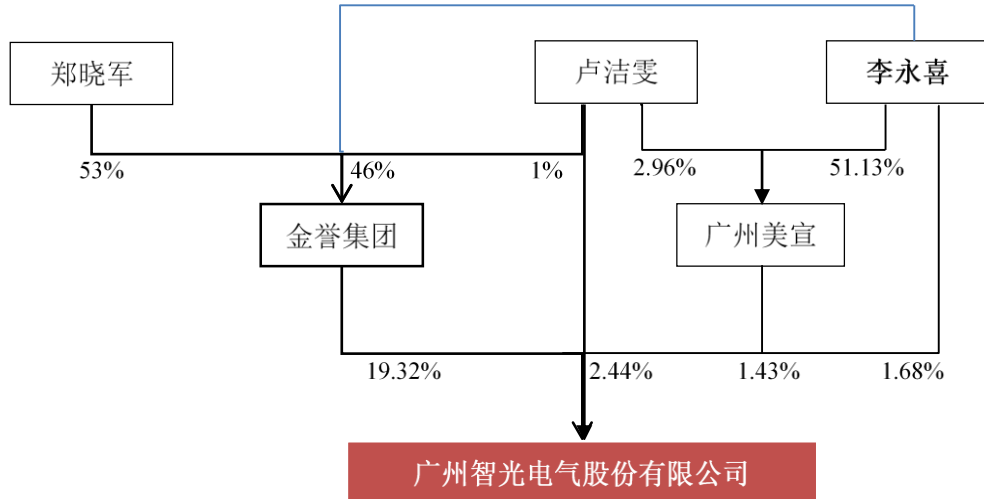 郑晓军
卢洁雯
李永喜
53%
46%
1%
2.96%
51.13%
金誉集团
广州美宣
19.32%
2.44%
1.43%
1.68%
广州智光电气股份有限公司